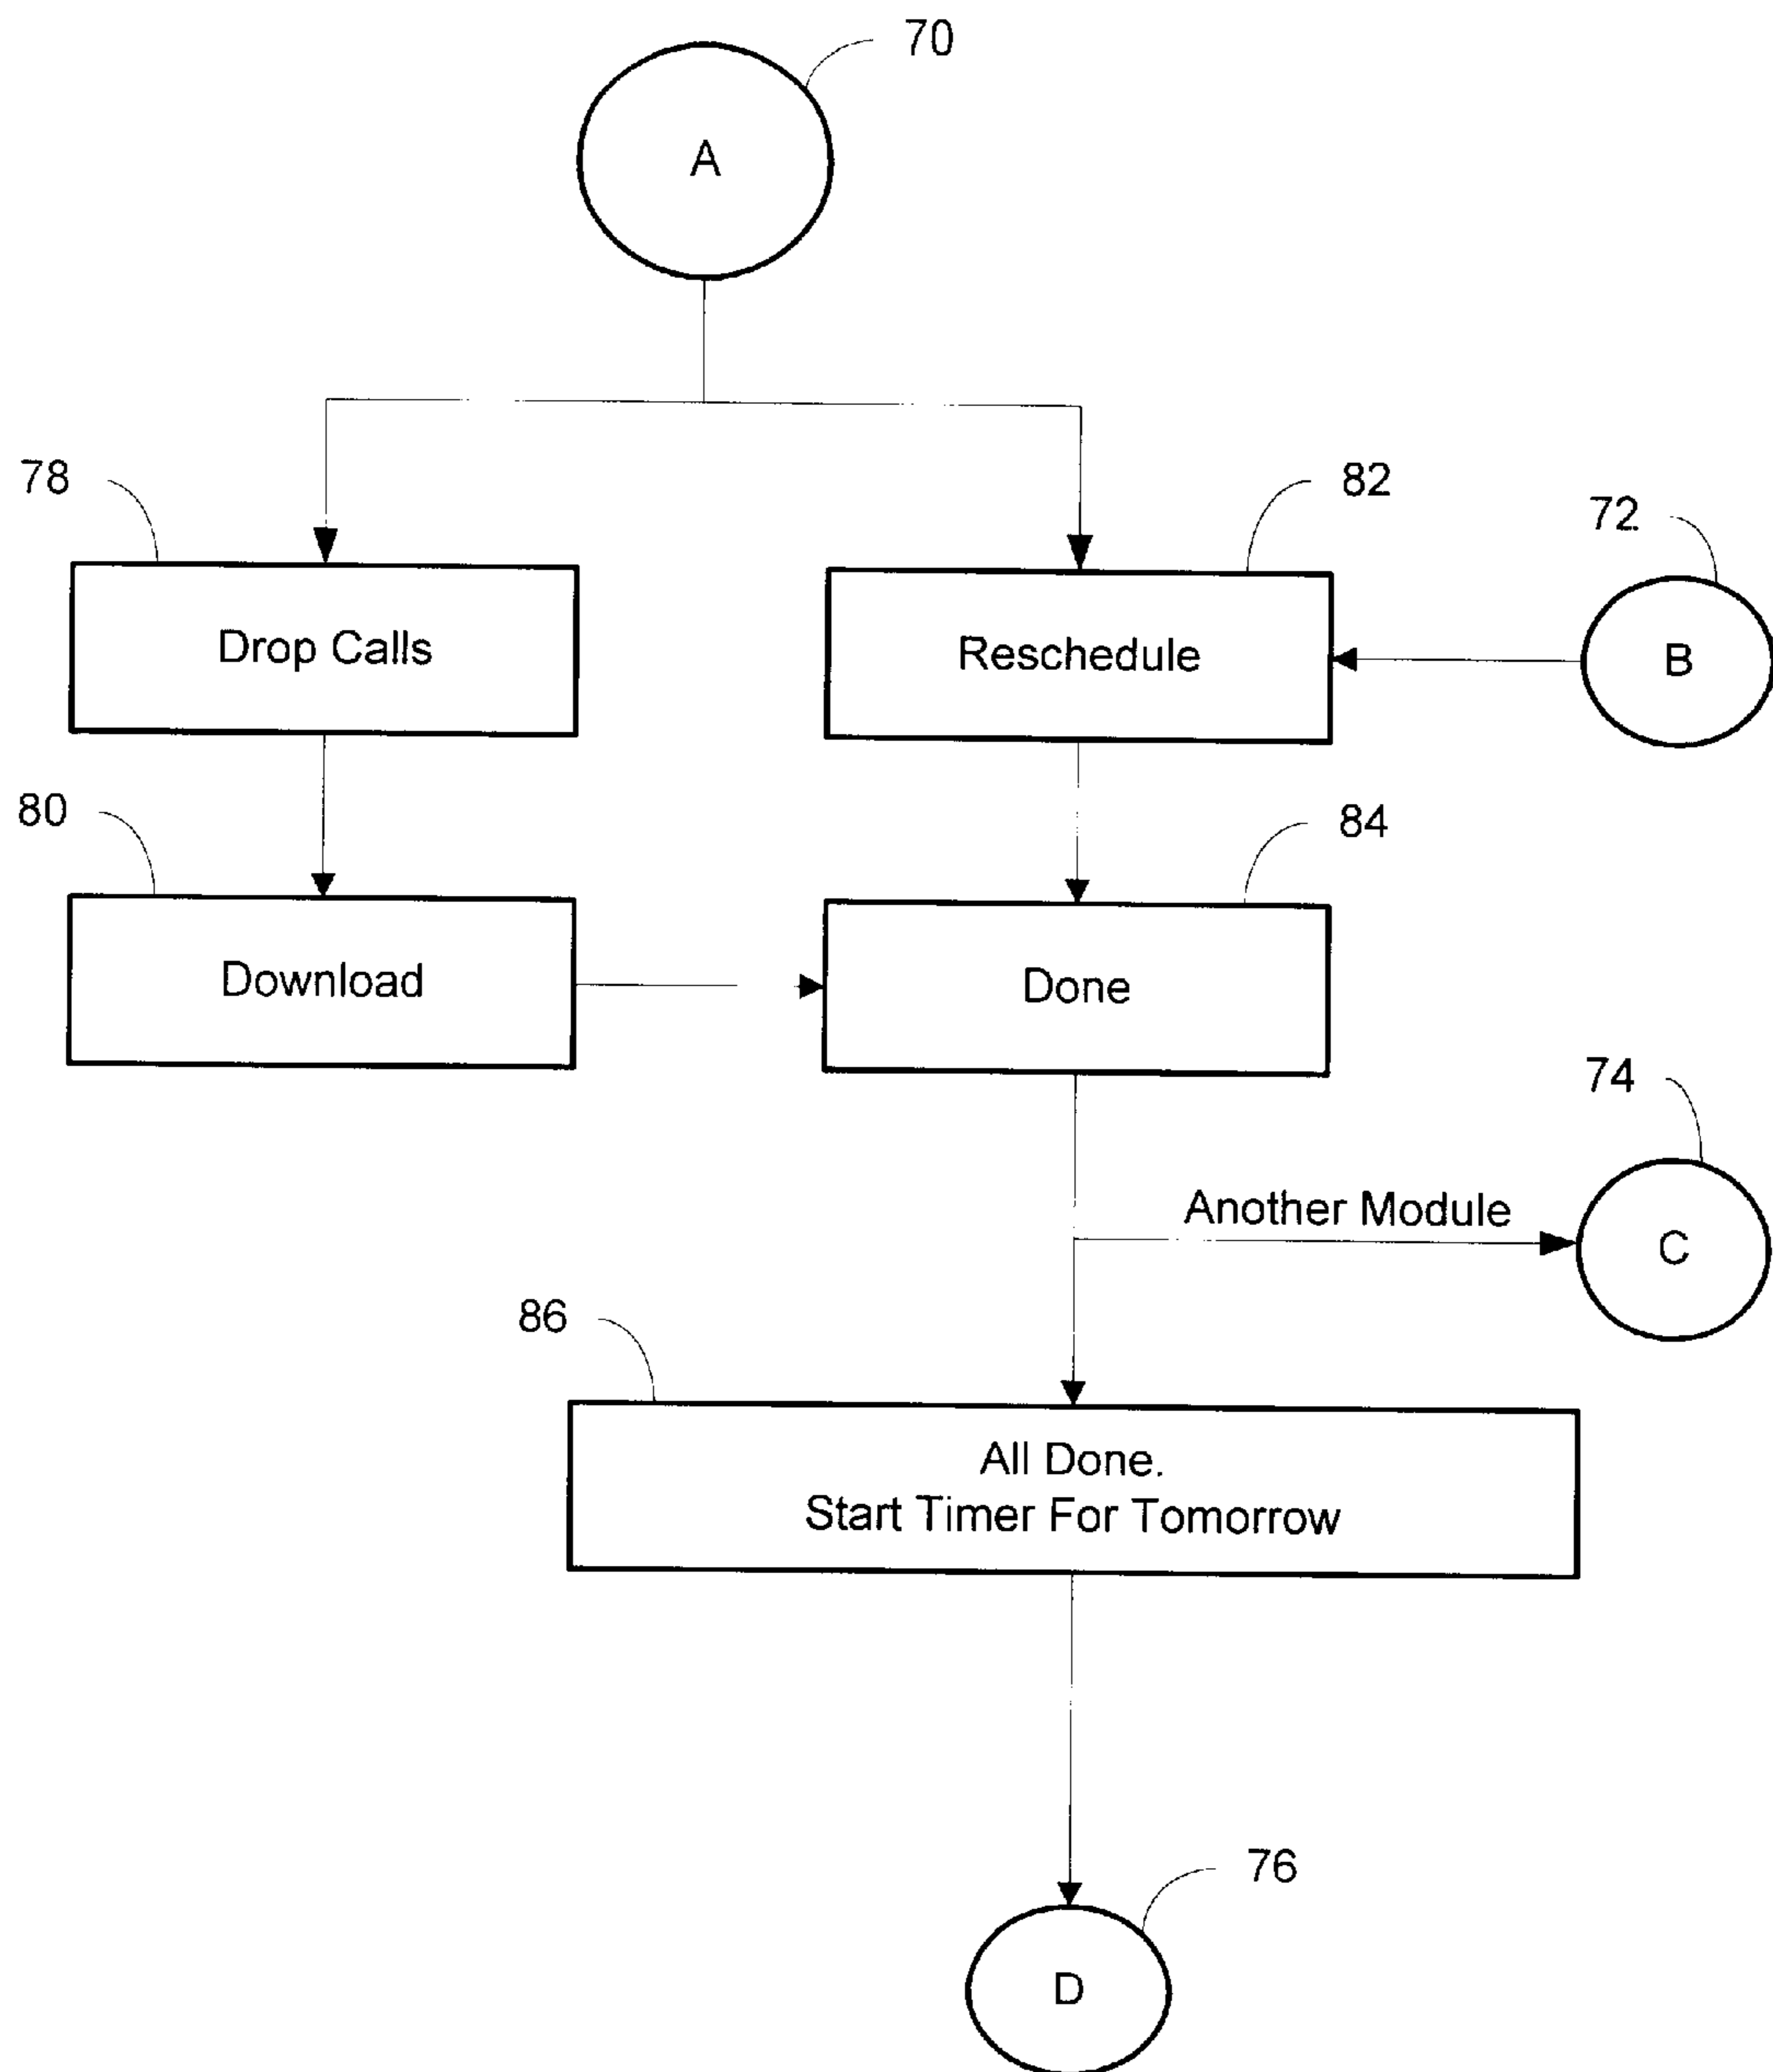 70
A
78
82
72
Drop Calls
Reschedule
B
80
84
Download
Done
74
Another Module
C
86
All Done.
Start Timer For Tomorrow
76
D